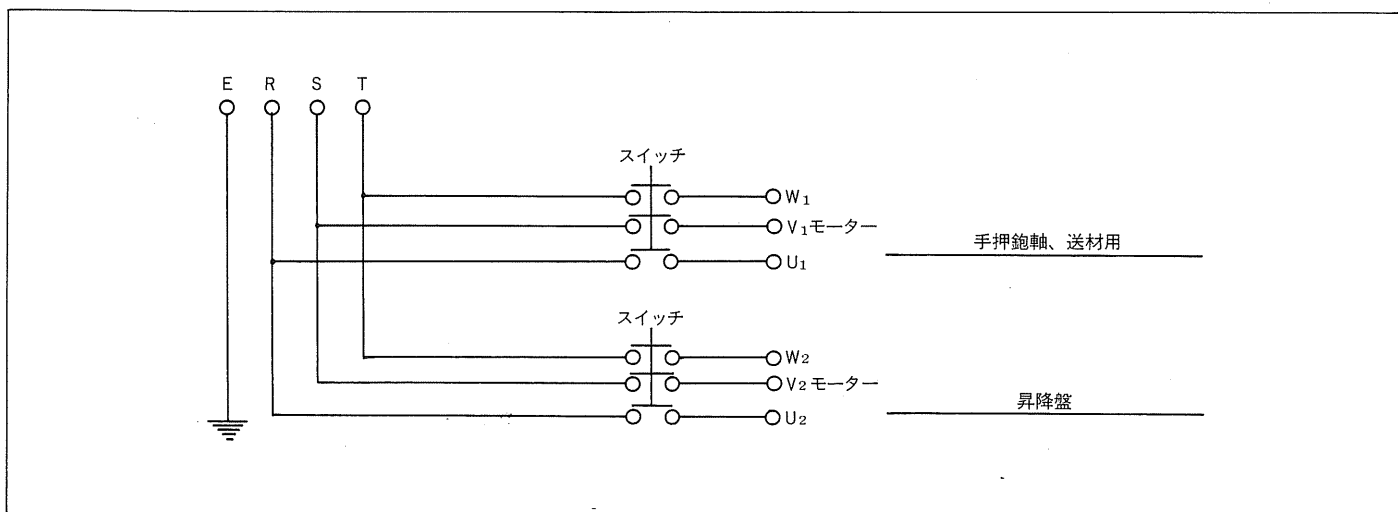 E R S T
スイッチ
W1
V1モーター
手押鉋軸、送材用
U1
スイッチ
W2
V2モーター
昇降盤
U2